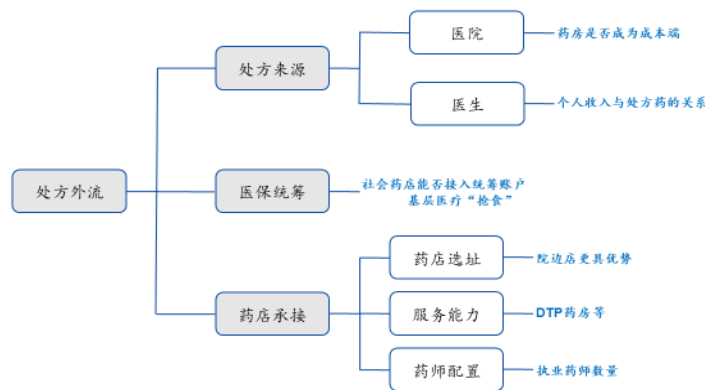 医院
药房是否成为成本端
处方来源
医生
个人收入与处方药的关系
处方外流
医保统筹
社会药店能否接入统筹账户
基层医疗“抢食”
药店选址
院边店更具优势
药店承接
服务能力
DTP药房等
药师配置
执业药师数量